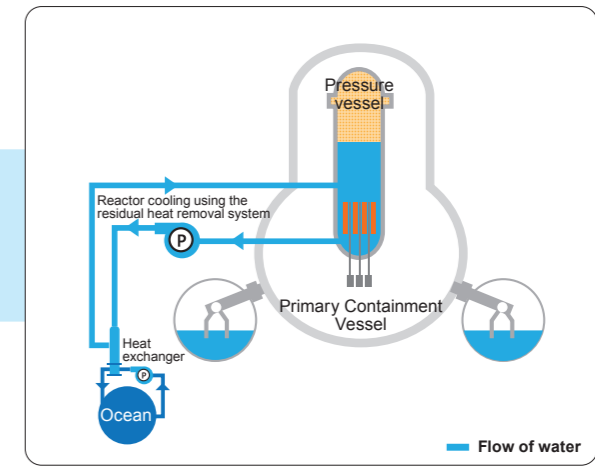 Pressure
vessel
Reactor cooling using the
residual heat removal system
P
Primary Containment
Vessel
Heat
exchanger
P
Ocean
Flow of water